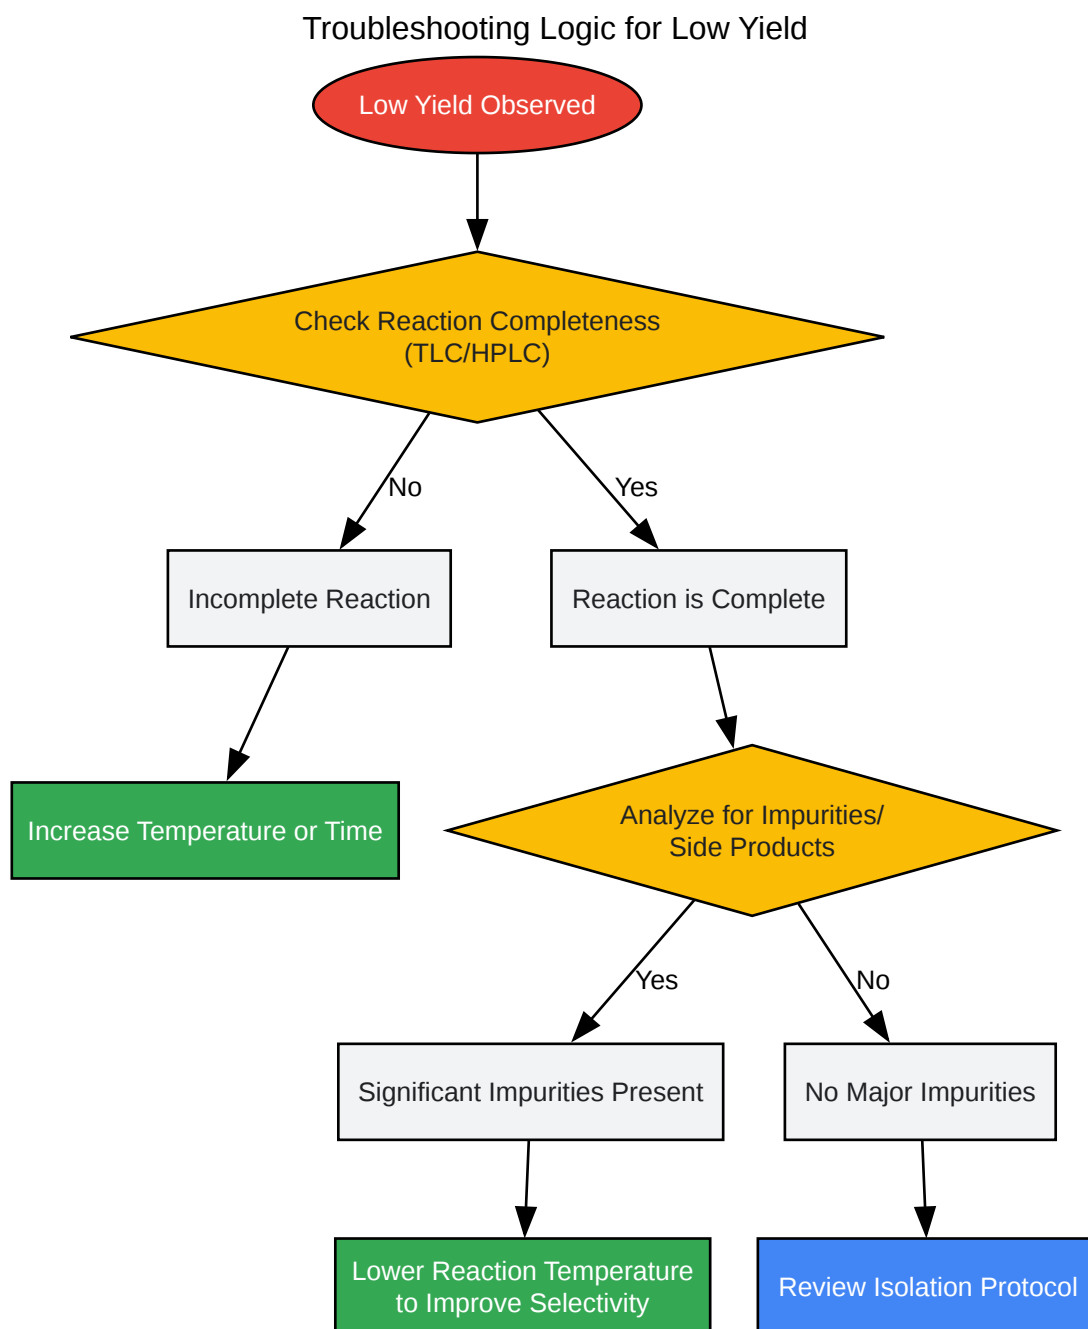 Troubleshooting Logic for Low Yield
Low Yield Observed
Check Reaction Completeness
(TLC/HPLC)
No
Yes
Incomplete Reaction
Reaction is Complete
Increase Temperature or Time
Analyze for Impurities/
Side Products
Yes
No
Significant Impurities Present
No Major Impurities
Lower Reaction Temperature
to Improve Selectivity
Review Isolation Protocol